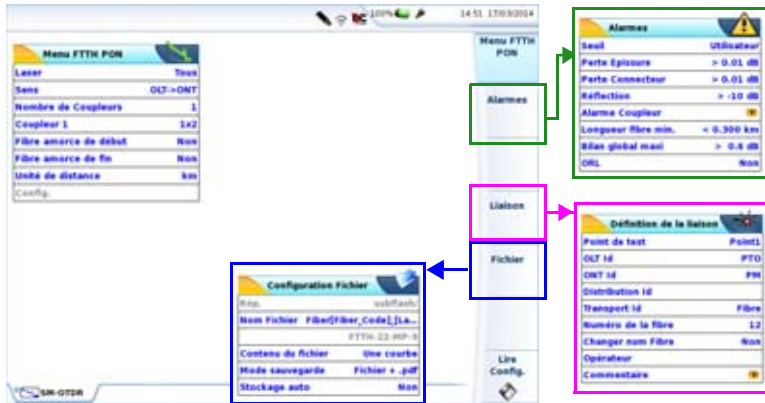 100%
14:51 17/03/2014
Menu FTTH PON
Laser Tous
Sens OLT->ONT
Nombre de Coupleurs 1
Coupleur 1 1x2
Fibre amorce de début Non
Fibre amorce de fin Non
Unité de distance km
Config.
Menu FTTH
PON
Alarmes
Liaison
Fichier
Lire
Config.
Alarmes
Seuil Utilisateur
Perte Epissure > 0.01 dB
Perte Connecteur > 0.01 dB
Réflection > -10 dB
Alarme Coupleur
Longueur fibre min. < 0.300 km
Bilan global maxi > 0.6 dB
ORL Non
Définition de la liaison
Point de test Point1
OLT Id PTO
ONT Id PM
Distribution Id
Transport Id Fibre
Numéro de la fibre 12
Changer num Fibre Non
Opérateur
Commentaire
Configuration Fichier
Rép. usbflash/
Nom Fichier Fiber[Fiber_Code]_[La...
Contenu du fichier Une courbe
Mode sauvegarde Fichier + .pdf
Stockage auto Non
SM-OTDR